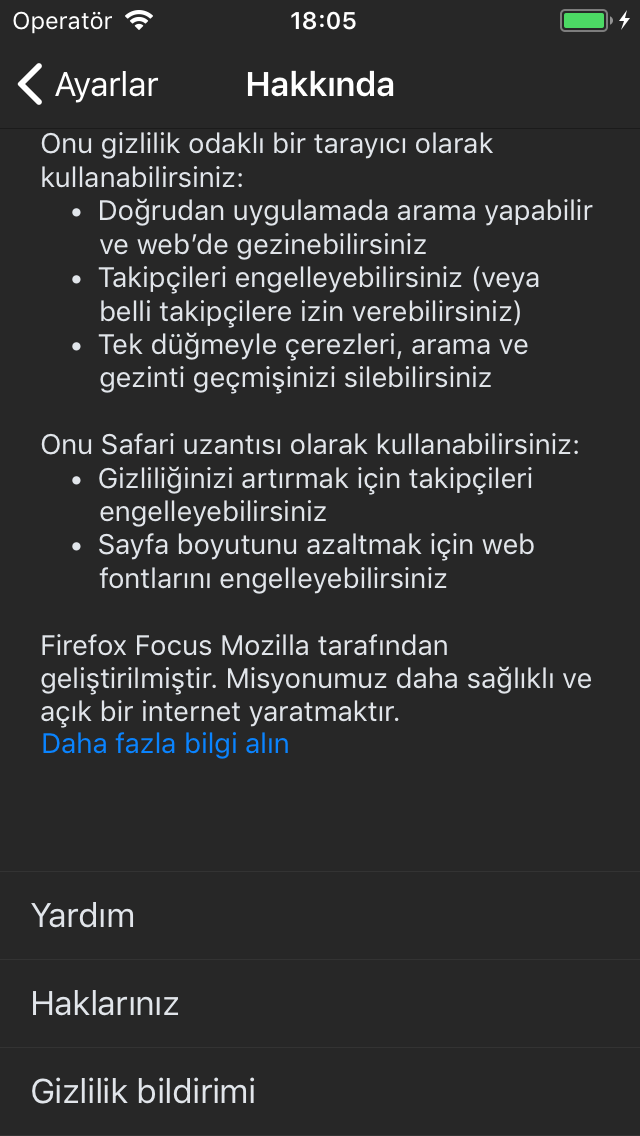 Operatör 18:05
Ayarlar Hakkında
Onu gizlilik odaklı bir tarayıcı olarak
kullanabilirsiniz:
• Doğrudan uygulamada arama yapabilir
ve web’de gezinebilirsiniz
• Takipçileri engelleyebilirsiniz (veya
belli takipçilere izin verebilirsiniz)
• Tek düğmeyle çerezleri, arama ve
gezinti geçmişinizi silebilirsiniz
Onu Safari uzantısı olarak kullanabilirsiniz:
• Gizliliğinizi artırmak için takipçileri
engelleyebilirsiniz
• Sayfa boyutunu azaltmak için web
fontlarını engelleyebilirsiniz
Firefox Focus Mozilla tarafından
geliştirilmiştir. Misyonumuz daha sağlıklı ve
açık bir internet yaratmaktır.
Daha fazla bilgi alın
Yardım
Haklarınız
Gizlilik bildirimi